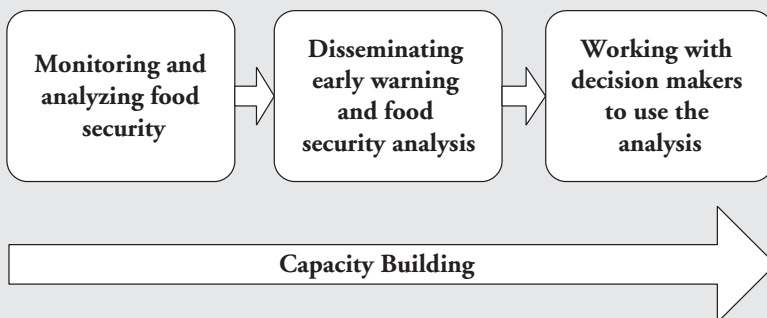 Monitoring and
analyzing food
security
Disseminating
early warning
and food
security analysis
Working with
decision makers
to use the
analysis
Capacity Building